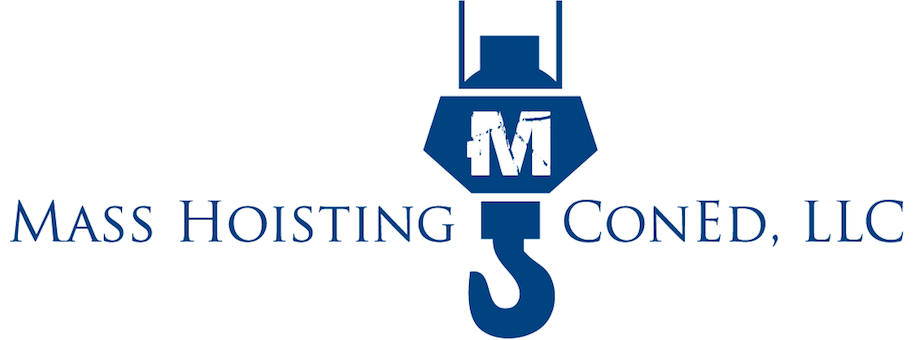 M
Mass Hoisting ConEd, LLC